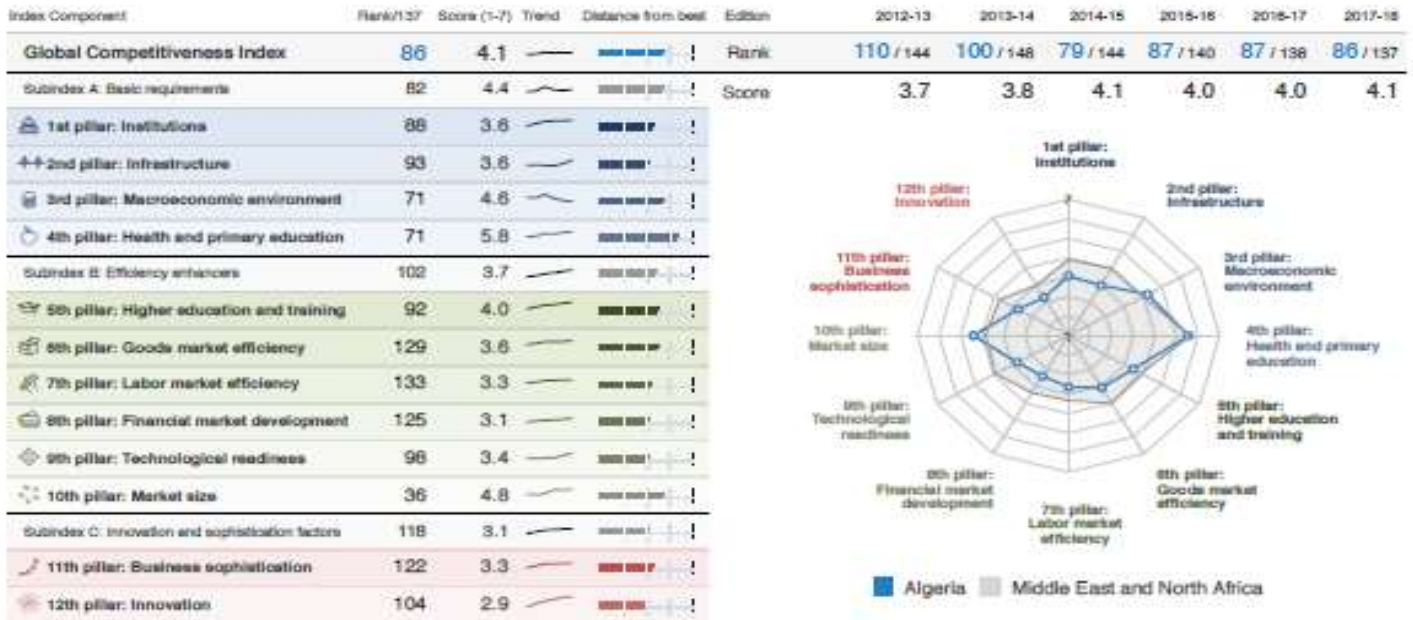 Index Component Rank/137 Score (1-7) Trend Distance from best
Global Competitiveness Index 86 4.1
Subindex A: Basic requirements 82 4.4
1st pillar: Institutions 88 3.6
2nd pillar: Infrastructure 93 3.6
3rd pillar: Macroeconomic environment 71 4.6
4th pillar: Health and primary education 71 5.8
Subindex B: Efficiency enhancers 102 3.7
5th pillar: Higher education and training 92 4.0
6th pillar: Goods market efficiency 129 3.6
7th pillar: Labor market efficiency 133 3.3
8th pillar: Financial market development 125 3.1
9th pillar: Technological readiness 98 3.4
10th pillar: Market size 36 4.8
Subindex C: Innovation and sophistication factors 118 3.1
11th pillar: Business sophistication 122 3.3
12th pillar: Innovation 104 2.9
Edition 2012-13 2013-14 2014-15 2015-16 2016-17 2017-18
Rank 110 / 144 100 / 148 79 / 144 87 / 140 87 / 138 86 / 137
Score 3.7 3.8 4.1 4.0 4.0 4.1
1st pillar:
Institutions
2nd pillar:
Infrastructure
3rd pillar:
Macroeconomic
environment
4th pillar:
Health and primary
education
5th pillar:
Higher education
and training
6th pillar:
Goods market
efficiency
7th pillar:
Labor market
efficiency
8th pillar:
Financial market
development
9th pillar:
Technological
readiness
10th pillar:
Market size
11th pillar:
Business
sophistication
12th pillar:
Innovation
7
Algeria Middle East and North Africa